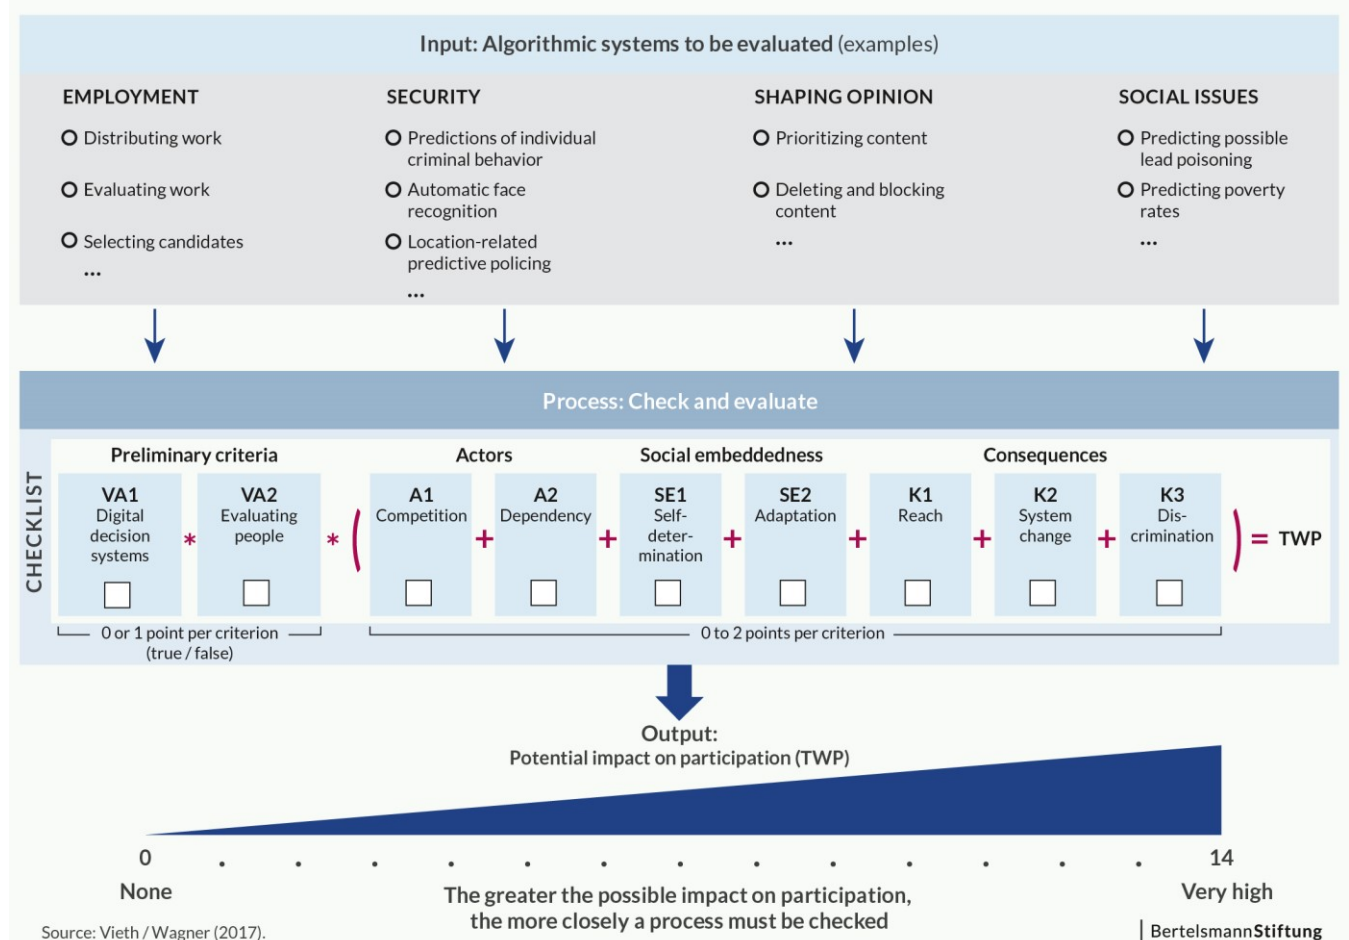 Input: Algorithmic systems to be evaluated (examples)
EMPLOYMENT
Distributing work
Evaluating work
Selecting candidates
...
SECURITY
Predictions of individual
criminal behavior
Automatic face
recognition
Location-related
predictive policing
...
SHAPING OPINION
Prioritizing content
Deleting and blocking
content
...
SOCIAL ISSUES
Predicting possible
lead poisoning
Predicting poverty
rates
...
Process: Check and evaluate
CHECKLIST
Preliminary criteria
VA1
Digital
decision
systems
*
VA2
Evaluating
people
*
(
Actors
A1
Competition
+
A2
Dependency
+
Social embeddedness
SE1
Self-
deter-
mination
+
SE2
Adaptation
+
Consequences
K1
Reach
+
K2
System
change
+
K3
Dis-
crimination
)
= TWP
0 or 1 point per criterion
(true / false)
0 to 2 points per criterion
Output:
Potential impact on participation (TWP)
0
14
None
Very high
The greater the possible impact on participation,
the more closely a process must be checked
Source: Vieth / Wagner (2017).
BertelsmannStiftung